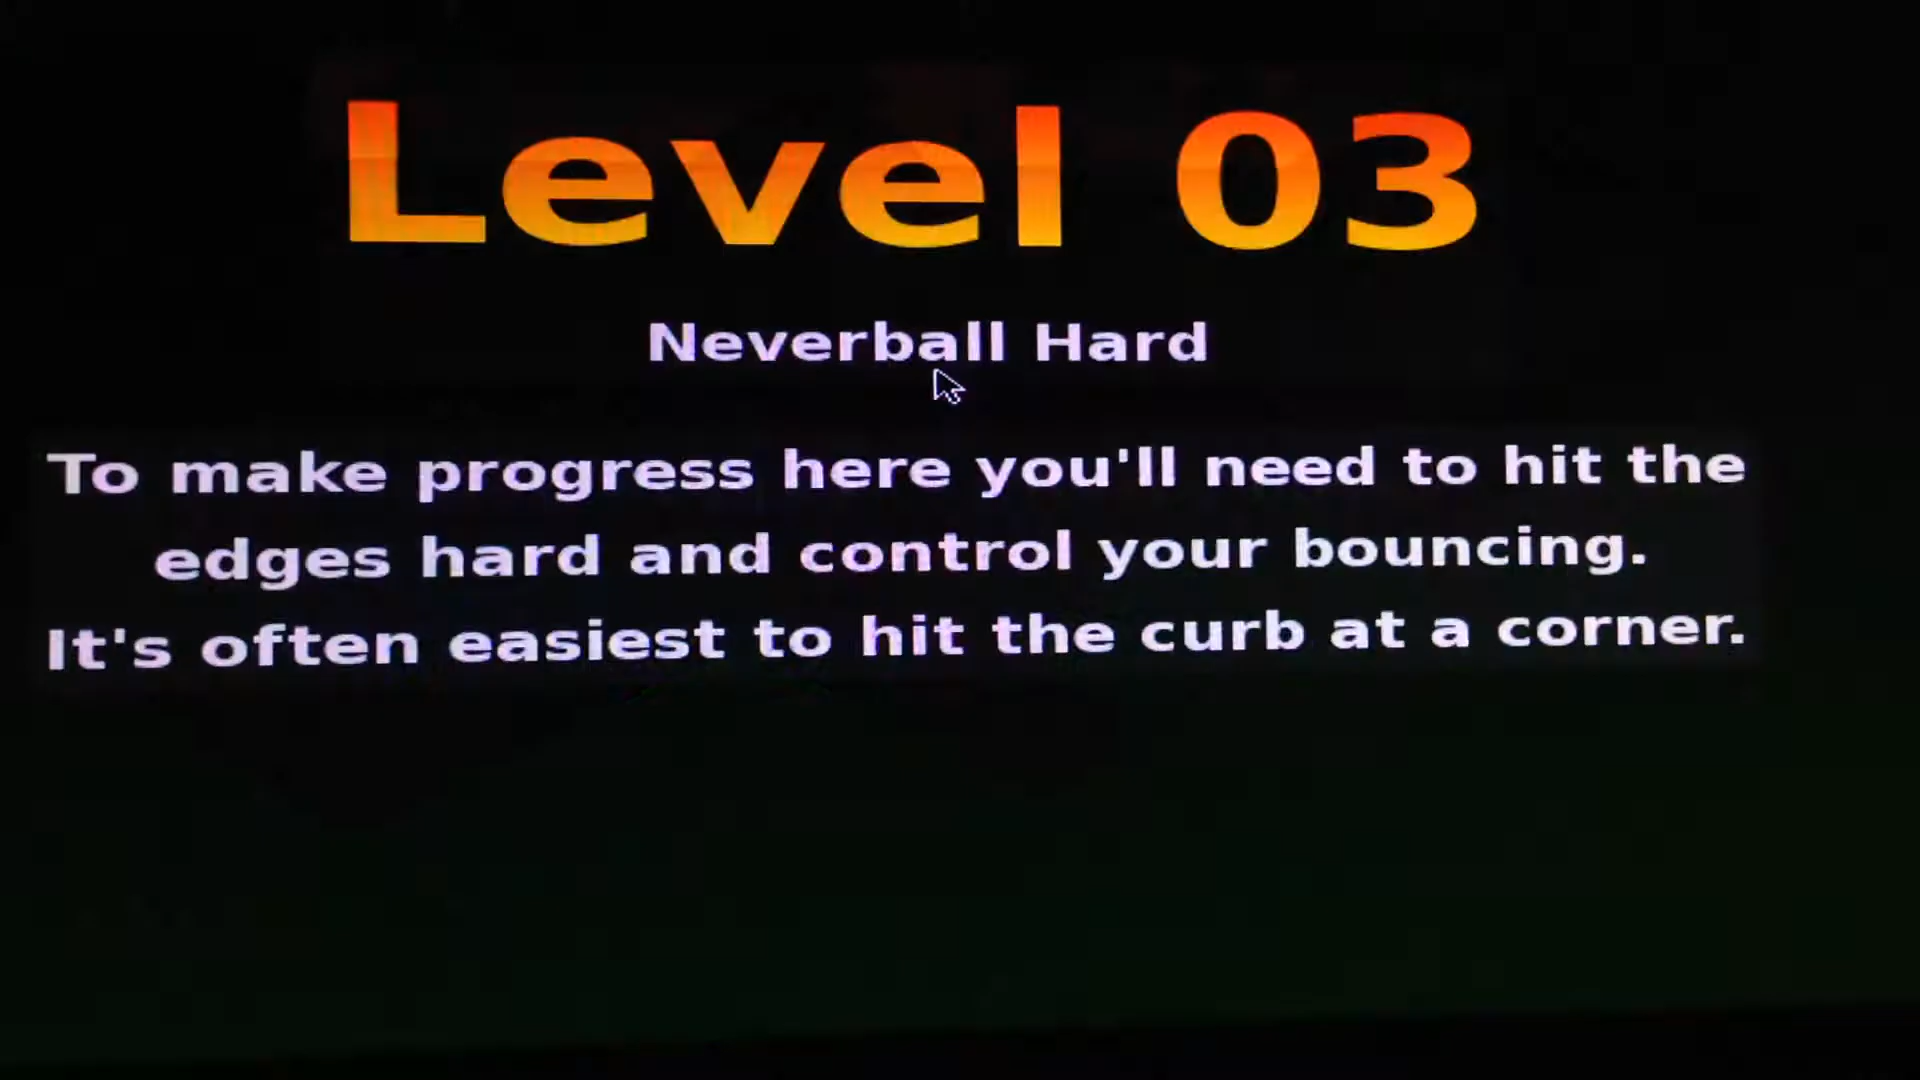 Level 03
Neverball Hard
To make progress here you'll need to hit the
edges hard and control your bouncing.
It's often easiest to hit the curb at a corner.